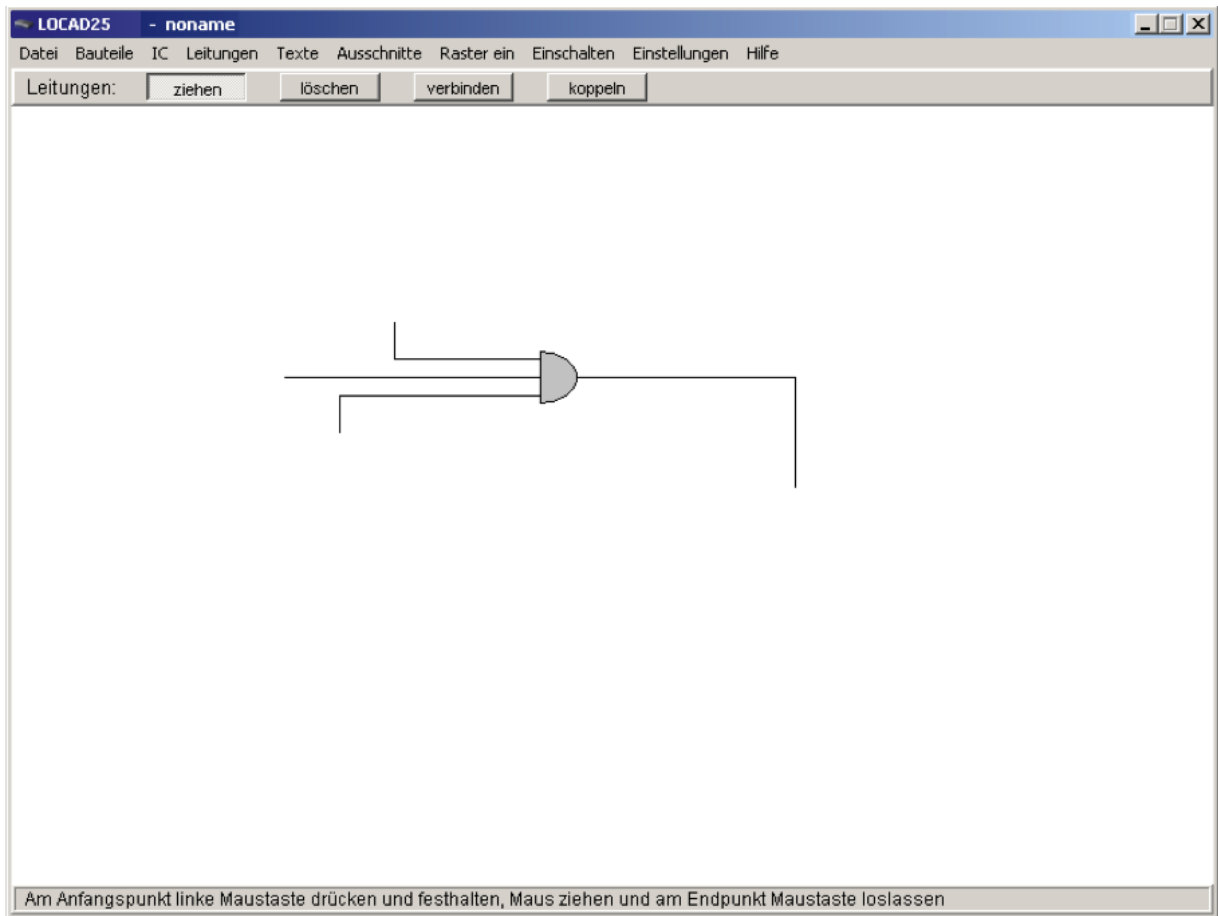 LOCAD25 - noname
Datei Bauteile IC Leitungen Texte Ausschnitte Raster ein Einschalten Einstellungen Hilfe
Leitungen: ziehen löschen verbinden koppeln
Am Anfangspunkt linke Maustaste drücken und festhalten, Maus ziehen und am Endpunkt Maustaste loslassen